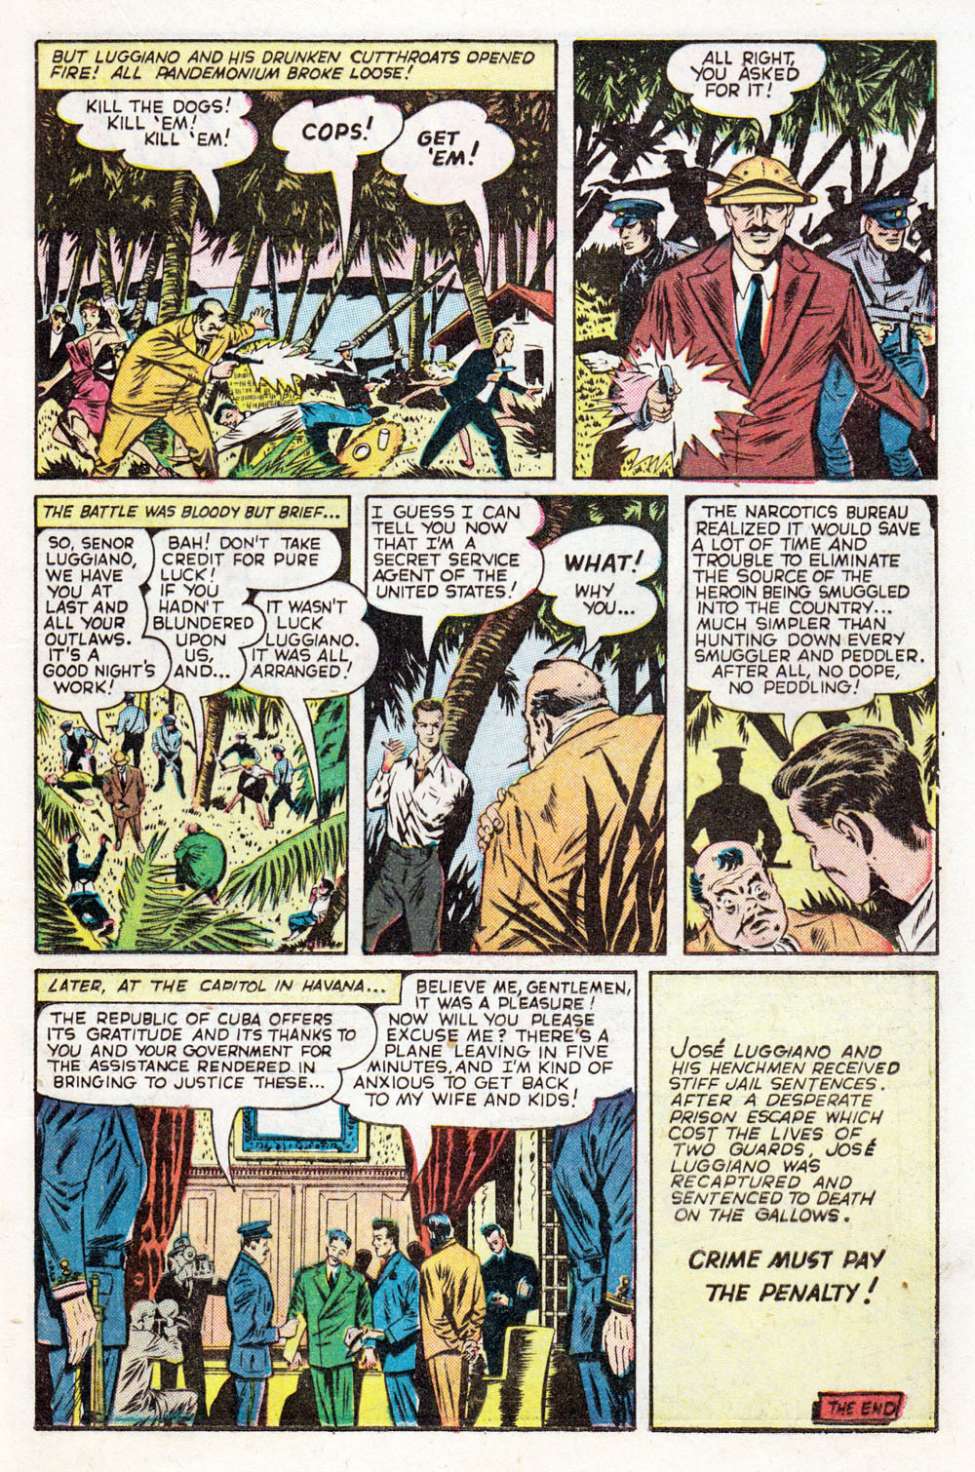 BUT LUGGIANO AND HIS DRUNKEN CUTTHROATS OPENED
FIRE! ALL PANDEMONIUM BROKE LOOSE!
KILL THE DOGS!
KILL 'EM!
KILL 'EM!
COPS!
GET
'EM!
ALL RIGHT,
YOU ASKED
FOR IT!
THE BATTLE WAS BLOODY BUT BRIEF...
SO, SENOR
LUGGIANO,
WE HAVE
YOU AT
LAST AND
ALL YOUR
OUTLAWS.
IT'S A
GOOD NIGHT'S
WORK!
BAH! DON'T TAKE
CREDIT FOR PURE
LUCK!
IF YOU
HADN'T
BLUNDERED
UPON
US,
AND...
IT WASN'T
LUCK
LUGGIANO.
IT WAS ALL
ARRANGED!
I GUESS I CAN
TELL YOU NOW
THAT I'M A
SECRET SERVICE
AGENT OF THE
UNITED STATES!
WHAT!
WHY
YOU...
THE NARCOTICS BUREAU
REALIZED IT WOULD SAVE
A LOT OF TIME AND
TROUBLE TO ELIMINATE
THE SOURCE OF THE
HEROIN BEING SMUGGLED
INTO THE COUNTRY...
MUCH SIMPLER THAN
HUNTING DOWN EVERY
SMUGGLER AND PEDDLER.
AFTER ALL, NO DOPE,
NO PEDDLING!
LATER, AT THE CAPITOL IN HAVANA...
THE REPUBLIC OF CUBA OFFERS
ITS GRATITUDE AND ITS THANKS TO
YOU AND YOUR GOVERNMENT FOR
THE ASSISTANCE RENDERED IN
BRINGING TO JUSTICE THESE...
BELIEVE ME, GENTLEMEN,
IT WAS A PLEASURE!
NOW WILL YOU PLEASE
EXCUSE ME? THERE'S A
PLANE LEAVING IN FIVE
MINUTES, AND I'M KIND OF
ANXIOUS TO GET BACK
TO MY WIFE AND KIDS!
JOSÉ LUGGIANO AND
HIS HENCHMEN RECEIVED
STIFF JAIL SENTENCES.
AFTER A DESPERATE
PRISON ESCAPE WHICH
COST THE LIVES OF
TWO GUARDS, JOSÉ
LUGGIANO WAS
RECAPTURED AND
SENTENCED TO DEATH
ON THE GALLOWS.
CRIME MUST PAY
THE PENALTY!
THE END